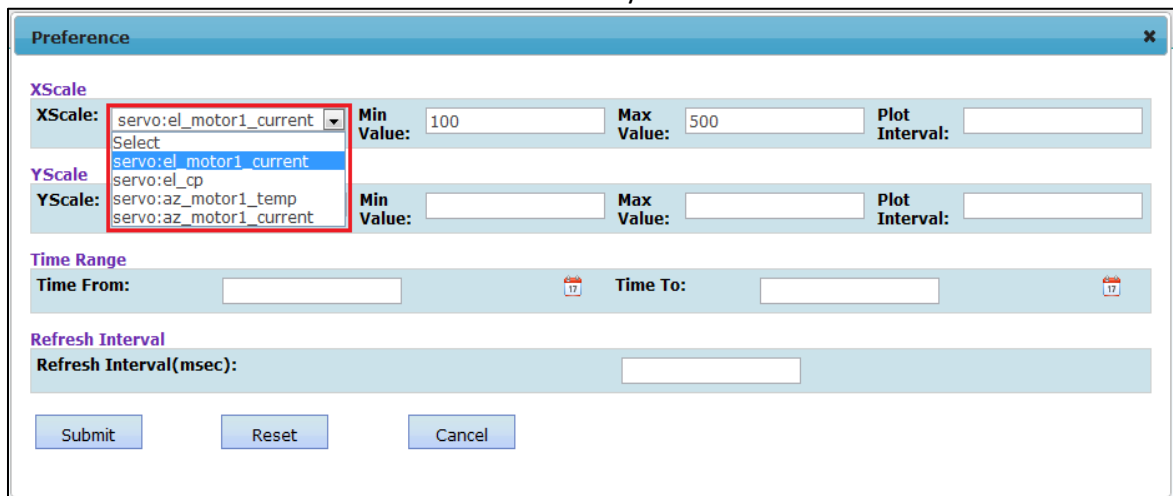 Preference
XScale
XScale: servo:el_motor1_current Min Value: 100 Max Value: 500 Plot Interval:
Select
servo:el_motor1_current
servo:el_cp
servo:az_motor1_temp
servo:az_motor1_current
YScale
YScale: Min Value: Max Value: Plot Interval:
Time Range
Time From: 17 Time To: 17
Refresh Interval
Refresh Interval(msec):
Submit Reset Cancel